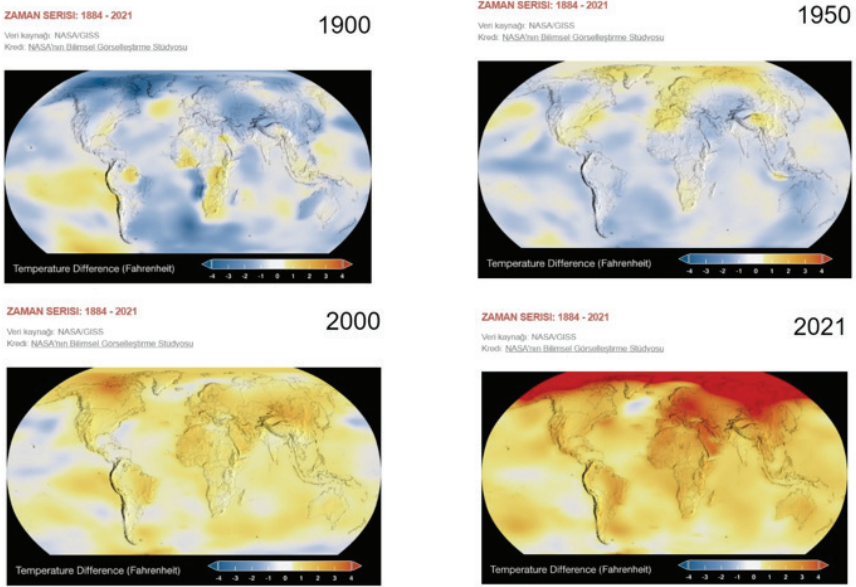 ZAMAN SERISI: 1884 - 2021
1900
Veri kaynağı: NASA/GISS
Kredi: NASA'nın Bilimsel Görselleştirme Stüdyosu
Temperature Difference (Fahrenheit)
-4 -3 -2 -1 0 1 2 3 4
ZAMAN SERISI: 1884 - 2021
1950
Veri kaynağı: NASA/GISS
Kredi: NASA'nın Bilimsel Görselleştirme Stüdyosu
Temperature Difference (Fahrenheit)
-4 -3 -2 -1 0 1 2 3 4
ZAMAN SERISI: 1884 - 2021
2000
Veri kaynağı: NASA/GISS
Kredi: NASA'nın Bilimsel Görselleştirme Stüdyosu
Temperature Difference (Fahrenheit)
-4 -3 -2 -1 0 1 2 3 4
ZAMAN SERISI: 1884 - 2021
2021
Veri kaynağı: NASA/GISS
Kredi: NASA'nın Bilimsel Görselleştirme Stüdyosu
Temperature Difference (Fahrenheit)
-4 -3 -2 -1 0 1 2 3 4